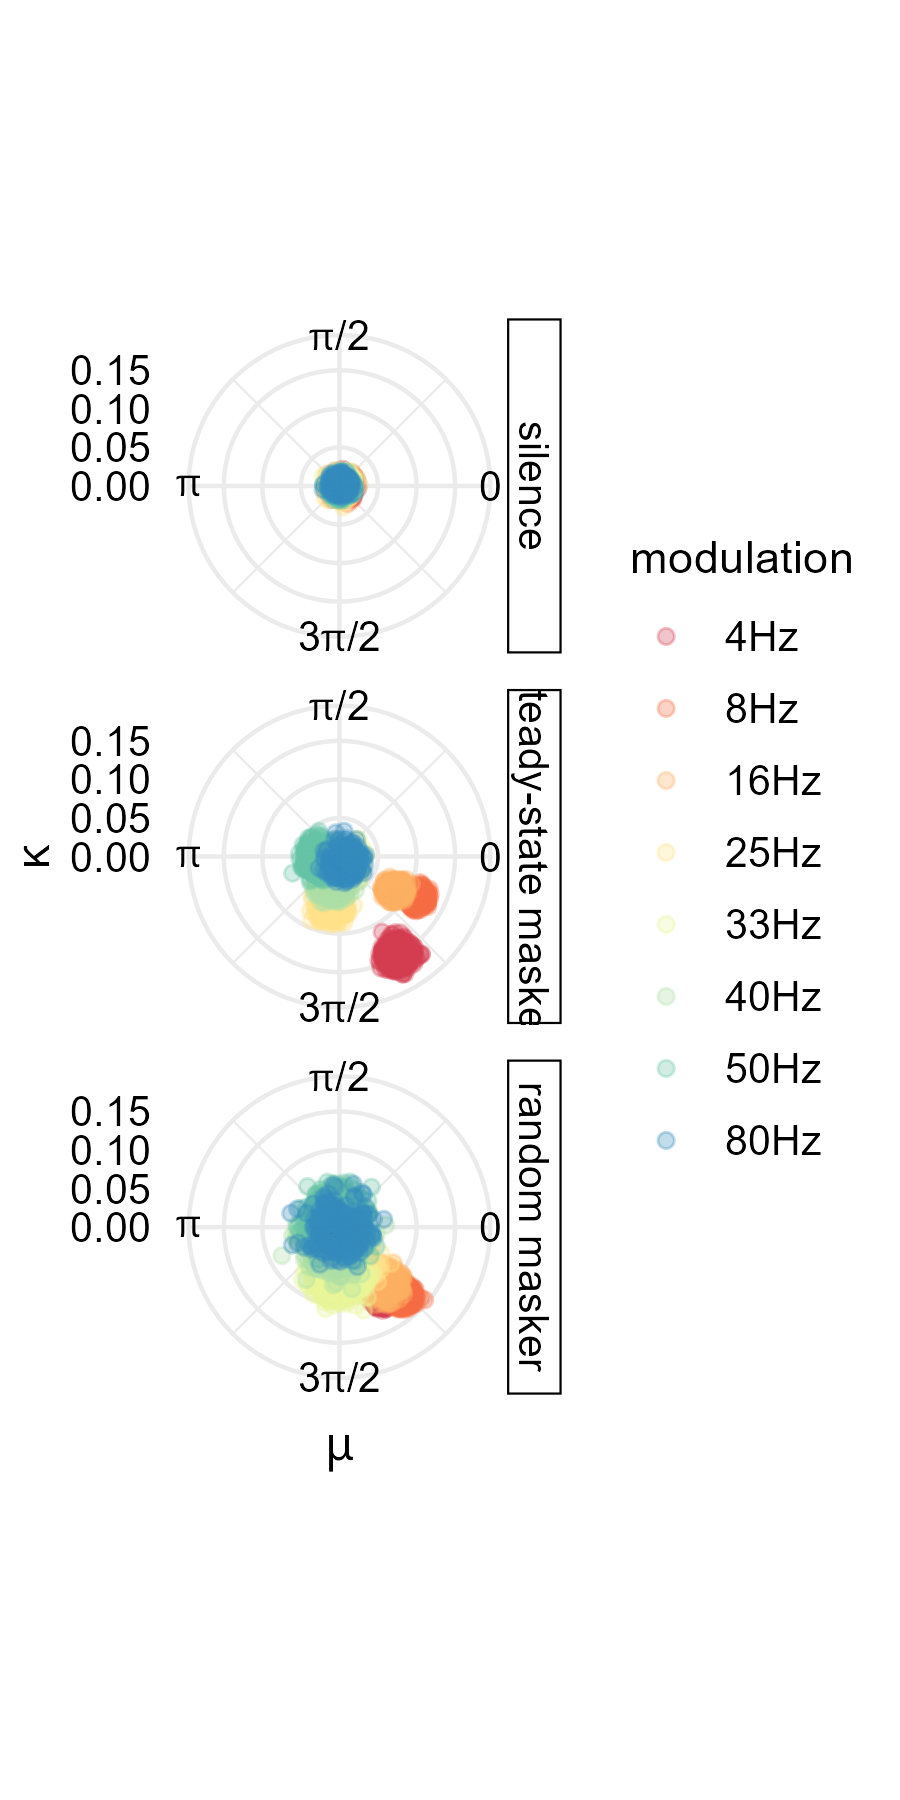 π/2
0.15
0.10
0.05
0.00 π 0
3π/2
silence
π/2
0.15
0.10
0.05
0.00 π 0
3π/2
teady-state maske
π/2
0.15
0.10
0.05
0.00 π 0
3π/2
random masker
κ
μ
modulation
4Hz
8Hz
16Hz
25Hz
33Hz
40Hz
50Hz
80Hz